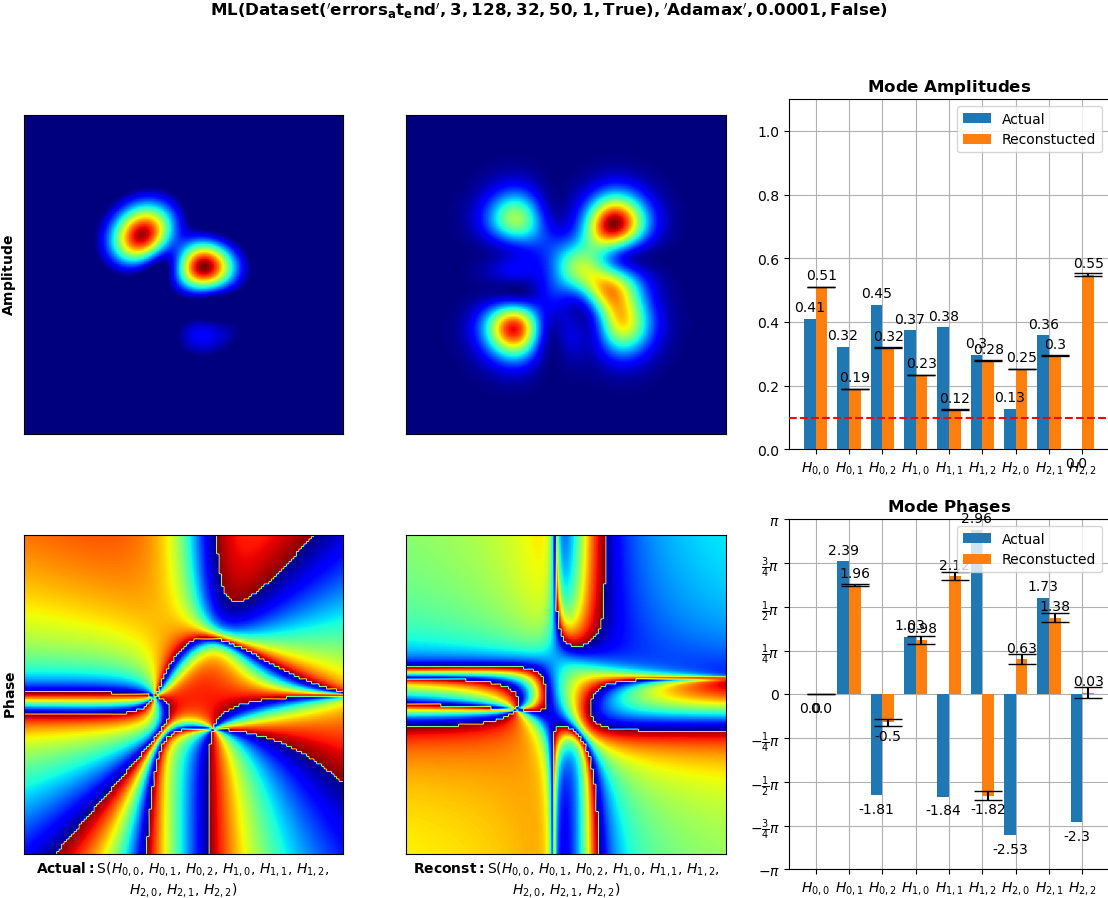 ML(Dataset('errors_at_end', 3, 128, 32, 50, 1, True), 'Adamax', 0.0001, False)
Amplitude
Mode Amplitudes
Actual
Reconstucted
1.0
0.8
0.6
0.4
0.2
0.0
0.41
0.51
0.32
0.19
0.45
0.32
0.37
0.23
0.38
0.12
0.3
0.28
0.13
0.25
0.36
0.3
0.0
0.55
H0,0 H0,1 H0,2 H1,0 H1,1 H1,2 H2,0 H2,1 H2,2
Phase
Mode Phases
Actual
Reconstucted
π
3/4π
1/2π
1/4π
0
−1/4π
−1/2π
−3/4π
−π
0.0
0.0
2.39
1.96
-1.81
-0.5
1.03
0.98
-1.84
2.96
-1.82
-2.53
0.63
1.73
1.38
-2.3
0.03
H0,0 H0,1 H0,2 H1,0 H1,1 H1,2 H2,0 H2,1 H2,2
Actual: S(H0,0, H0,1, H0,2, H1,0, H1,1, H1,2,
H2,0, H2,1, H2,2)
Reconst: S(H0,0, H0,1, H0,2, H1,0, H1,1, H1,2,
H2,0, H2,1, H2,2)